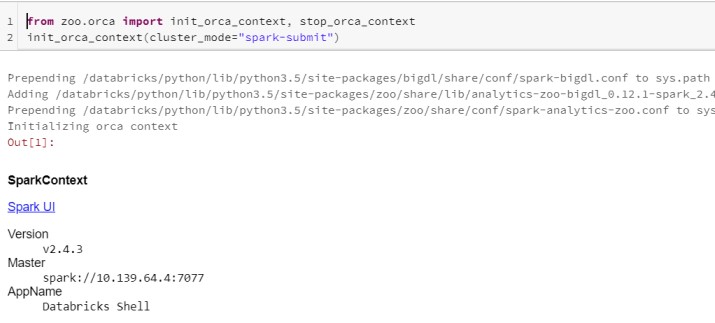 1 from zoo.orca import init_orca_context, stop_orca_context
2 init_orca_context(cluster_mode="spark-submit")
Prepending /databricks/python/lib/python3.5/site-packages/bigdl/share/conf/spark-bigdl.conf to sys.path
Adding /databricks/python/lib/python3.5/site-packages/zoo/share/lib/analytics-zoo-bigdl_0.12.1-spark_2.4
Prepending /databricks/python/lib/python3.5/site-packages/zoo/share/conf/spark-analytics-zoo.conf to sys
Initializing orca context
Out[1]:
SparkContext
Spark UI
Version
v2.4.3
Master
spark://10.139.64.4:7077
AppName
Databricks Shell